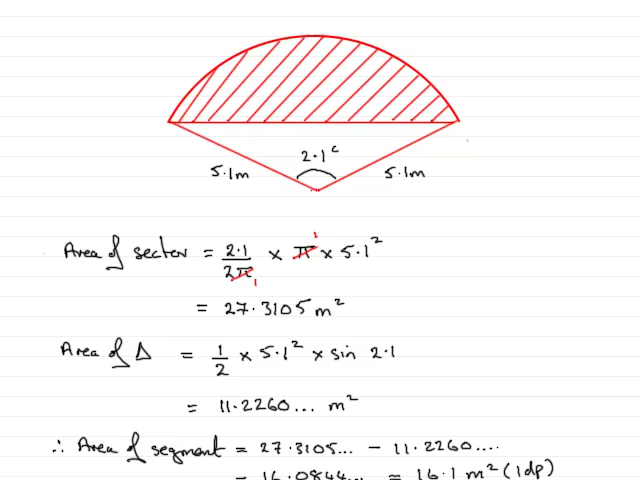 2.1ᶜ
5.1m 5.1m
Area of sector = 2.1/2π × π × 5.1²
1
1
= 27.3105 m²
Area of Δ = 1/2 × 5.1² × sin 2.1
= 11.2260... m²
∴ Area of segment = 27.3105... - 11.2260....
= 16.0844... = 16.1 m² (1dp)